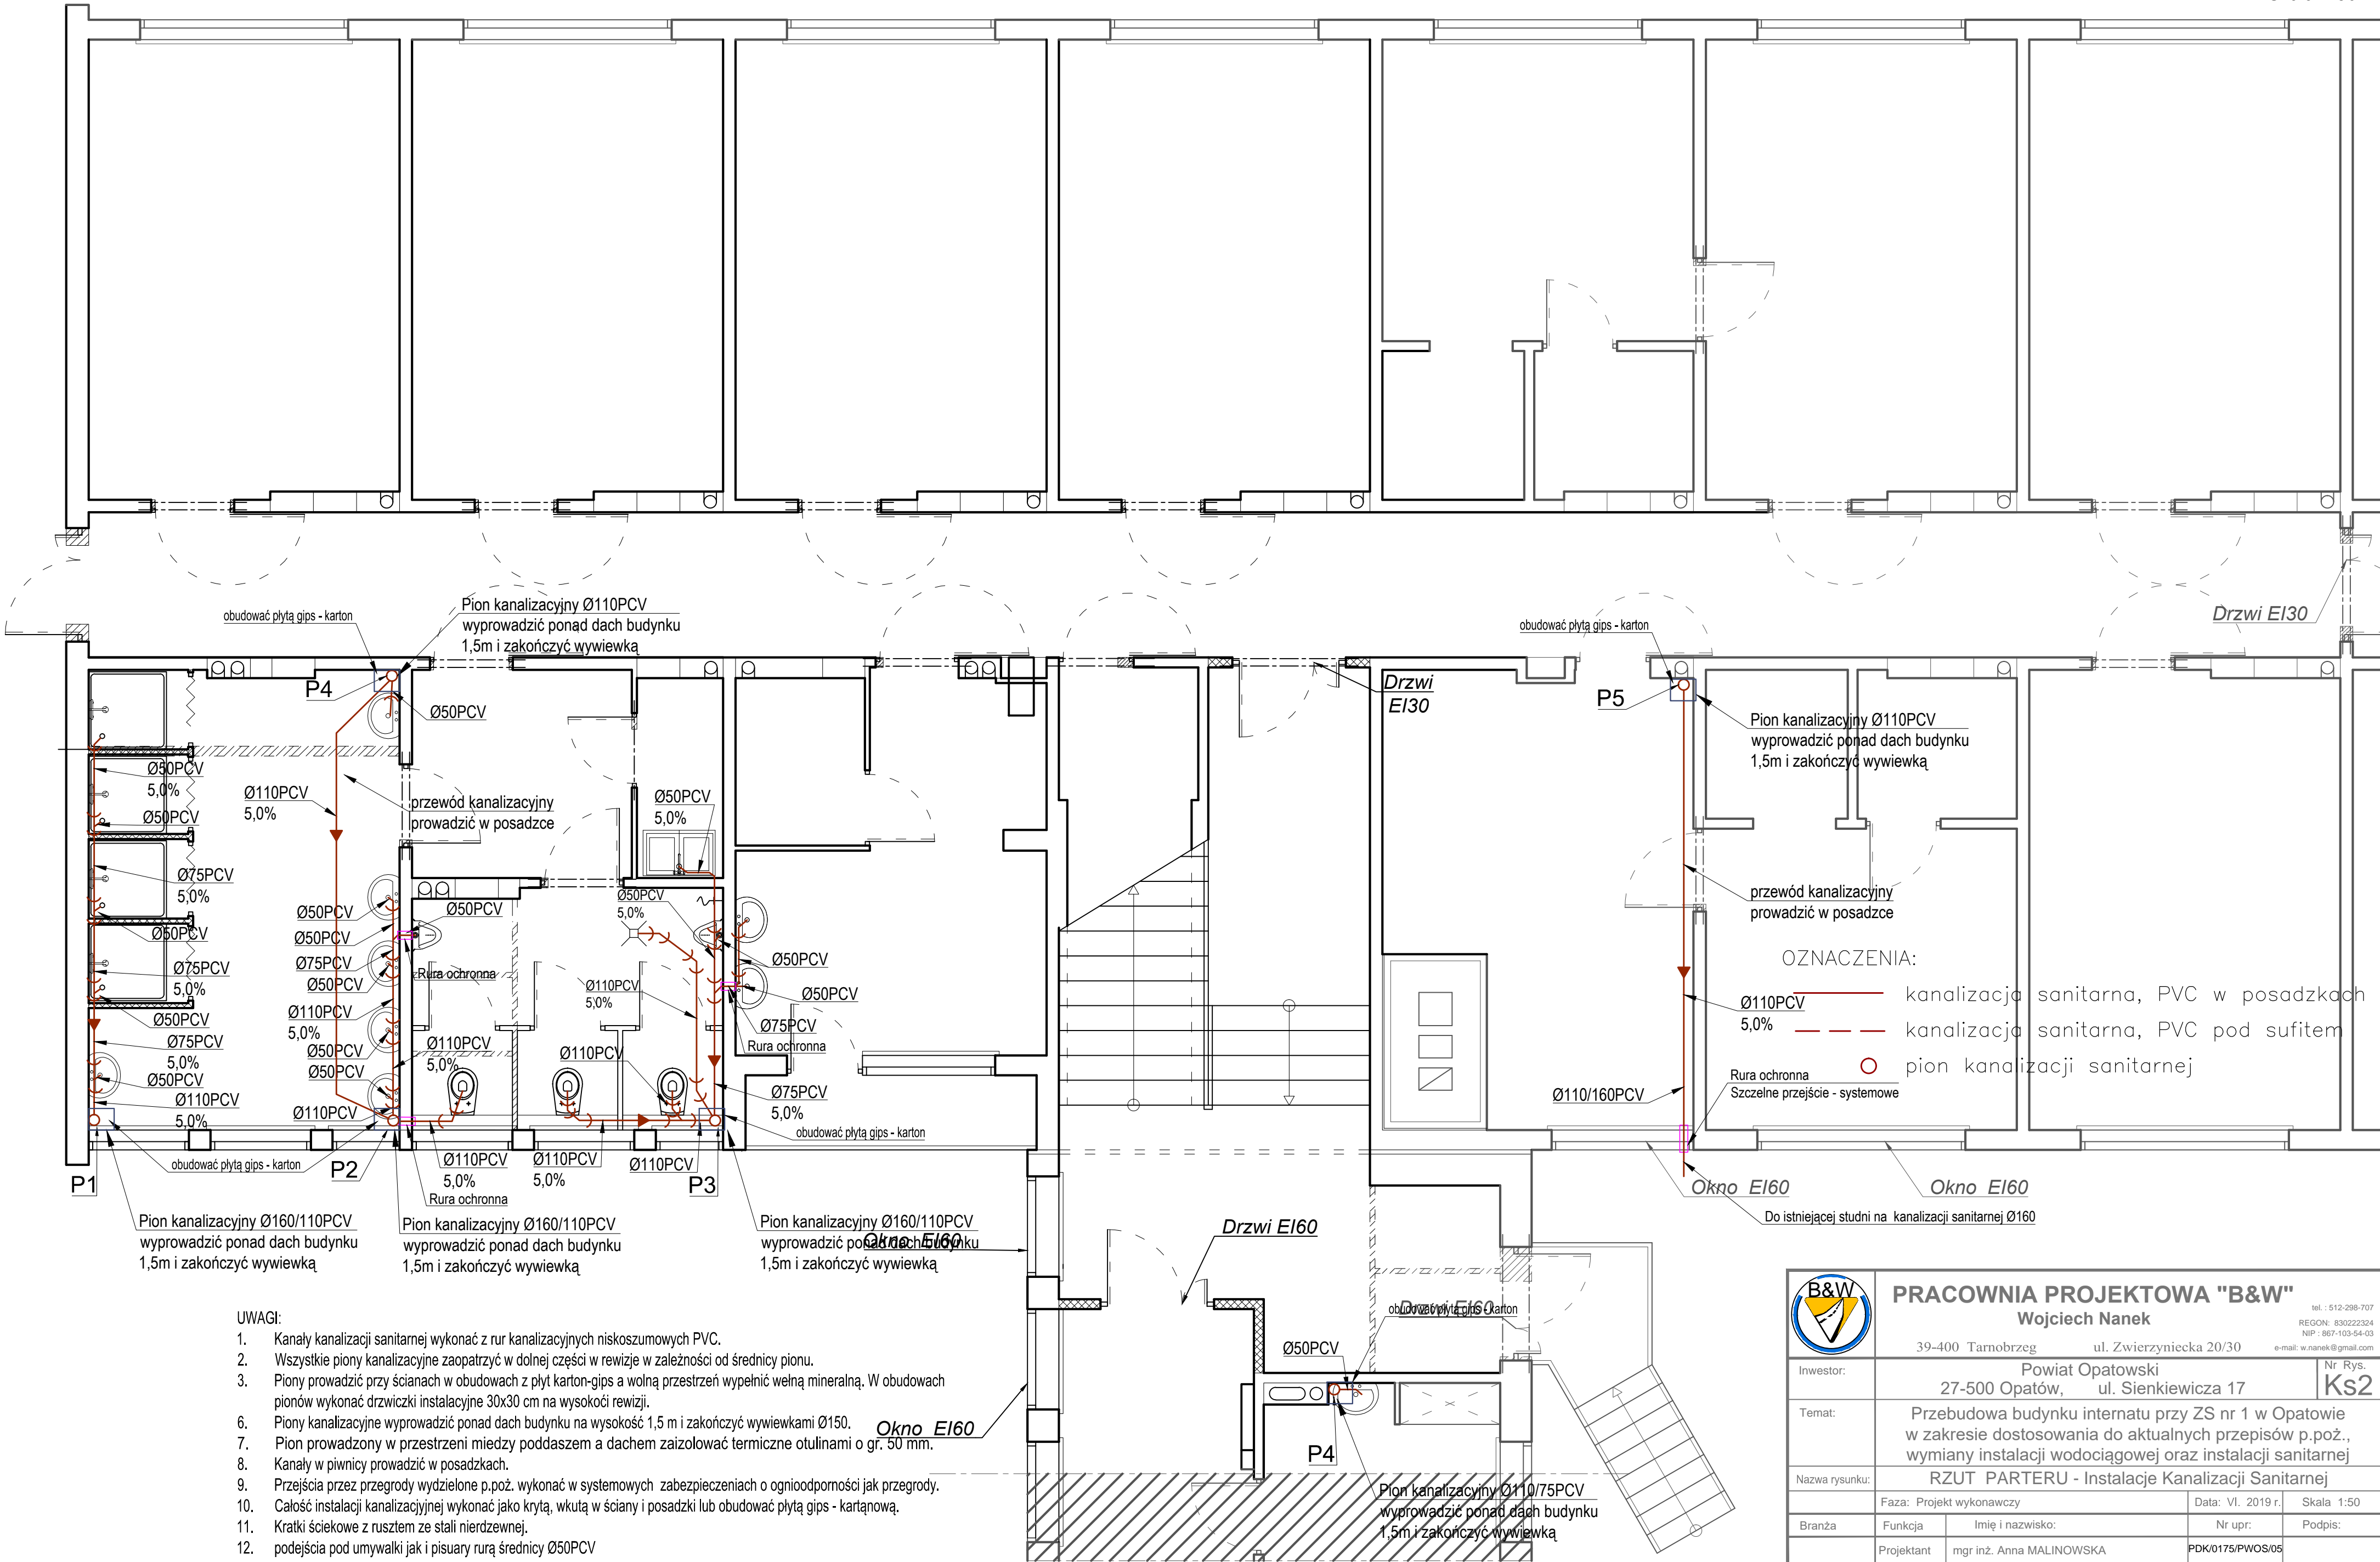 Drzwi EI30
obudować płytą gips - karton
Pion kanalizacyjny Ø110PCV
wyprowadzić ponad dach budynku
1,5m i zakończyć wywiewką
P4
Ø50PCV
Ø50PCV
5,0%
Ø50PCV
Ø110PCV
5,0%
przewód kanalizacyjny
prowadzić w posadzce
Ø50PCV
5,0%
Ø75PCV
5,0%
Ø50PCV
Ø75PCV
5,0%
Ø50PCV
Ø75PCV
5,0%
Ø50PCV
Ø110PCV
5,0%
Ø50PCV
Ø50PCV
Ø75PCV
Ø50PCV
Ø110PCV
5,0%
Ø50PCV
Ø50PCV
Ø110PCV
Ø50PCV
Rura ochronna
Ø110PCV
5,0%
Ø50PCV
5,0%
Ø110PCV
5,0%
Ø110PCV
Ø50PCV
Ø50PCV
Ø75PCV
Rura ochronna
Ø75PCV
5,0%
obudować płytą gips - karton
obudować płytą gips - karton
P1
P2
Ø110PCV
5,0%
Rura ochronna
Ø110PCV
5,0%
Ø110PCV
P3
Pion kanalizacyjny Ø160/110PCV
wyprowadzić ponad dach budynku
1,5m i zakończyć wywiewką
Pion kanalizacyjny Ø160/110PCV
wyprowadzić ponad dach budynku
1,5m i zakończyć wywiewką
Pion kanalizacyjny Ø160/110PCV
wyprowadzić ponad dach budynku
1,5m i zakończyć wywiewką
Okno EI60
Drzwi
EI30
obudować płytą gips - karton
P5
Pion kanalizacyjny Ø110PCV
wyprowadzić ponad dach budynku
1,5m i zakończyć wywiewką
przewód kanalizacyjny
prowadzić w posadzce
OZNACZENIA:
kanalizacja sanitarna, PVC w posadzkach
kanalizacja sanitarna, PVC pod sufitem
pion kanalizacji sanitarnej
Ø110PCV
5,0%
Ø110/160PCV
Rura ochronna
Szczelne przejście - systemowe
Okno EI60
Okno EI60
Do istniejącej studni na kanalizacji sanitarnej Ø160
Drzwi EI60
Drzwi EI60
obudować płytą gips - karton
Ø50PCV
Okno EI60
P4
Pion kanalizacyjny Ø110/75PCV
wyprowadzić ponad dach budynku
1,5m i zakończyć wywiewką
UWAGI:
1. Kanały kanalizacji sanitarnej wykonać z rur kanalizacyjnych niskoszumowych PVC.
2. Wszystkie piony kanalizacyjne zaopatrzyć w dolnej części w rewizje w zależności od średnicy pionu.
3. Piony prowadzić przy ścianach w obudowach z płyt karton-gips a wolną przestrzeń wypełnić wełną mineralną. W obudowach
pionów wykonać drzwiczki instalacyjne 30x30 cm na wysokoći rewizji.
6. Piony kanalizacyjne wyprowadzić ponad dach budynku na wysokość 1,5 m i zakończyć wywiewkami Ø150.
7. Pion prowadzony w przestrzeni miedzy poddaszem a dachem zaizolować termiczne otulinami o gr. 50 mm.
8. Kanały w piwnicy prowadzić w posadzkach.
9. Przejścia przez przegrody wydzielone p.poż. wykonać w systemowych zabezpieczeniach o ognioodporności jak przegrody.
10. Całość instalacji kanalizacyjnej wykonać jako krytą, wkutą w ściany i posadzki lub obudować płytą gips - kartąnową.
11. Kratki ściekowe z rusztem ze stali nierdzewnej.
12. podejścia pod umywalki jak i pisuary rurą średnicy Ø50PCV
B&W
PRACOWNIA PROJEKTOWA "B&W"
Wojciech Nanek
tel. : 512-298-707
REGON: 830222324
NIP : 867-103-54-03
39-400 Tarnobrzeg ul. Zwierzyniecka 20/30 e-mail: w.nanek@gmail.com
Inwestor: Powiat Opatowski
27-500 Opatów, ul. Sienkiewicza 17
Nr Rys.
Ks2
Temat: Przebudowa budynku internatu przy ZS nr 1 w Opatowie
w zakresie dostosowania do aktualnych przepisów p.poż.,
wymiany instalacji wodociągowej oraz instalacji sanitarnej
Nazwa rysunku: RZUT PARTERU - Instalacje Kanalizacji Sanitarnej
Faza: Projekt wykonawczy Data: VI. 2019 r. Skala 1:50
Branża Funkcja Imię i nazwisko: Nr upr: Podpis:
Projektant mgr inż. Anna MALINOWSKA PDK/0175/PWOS/05